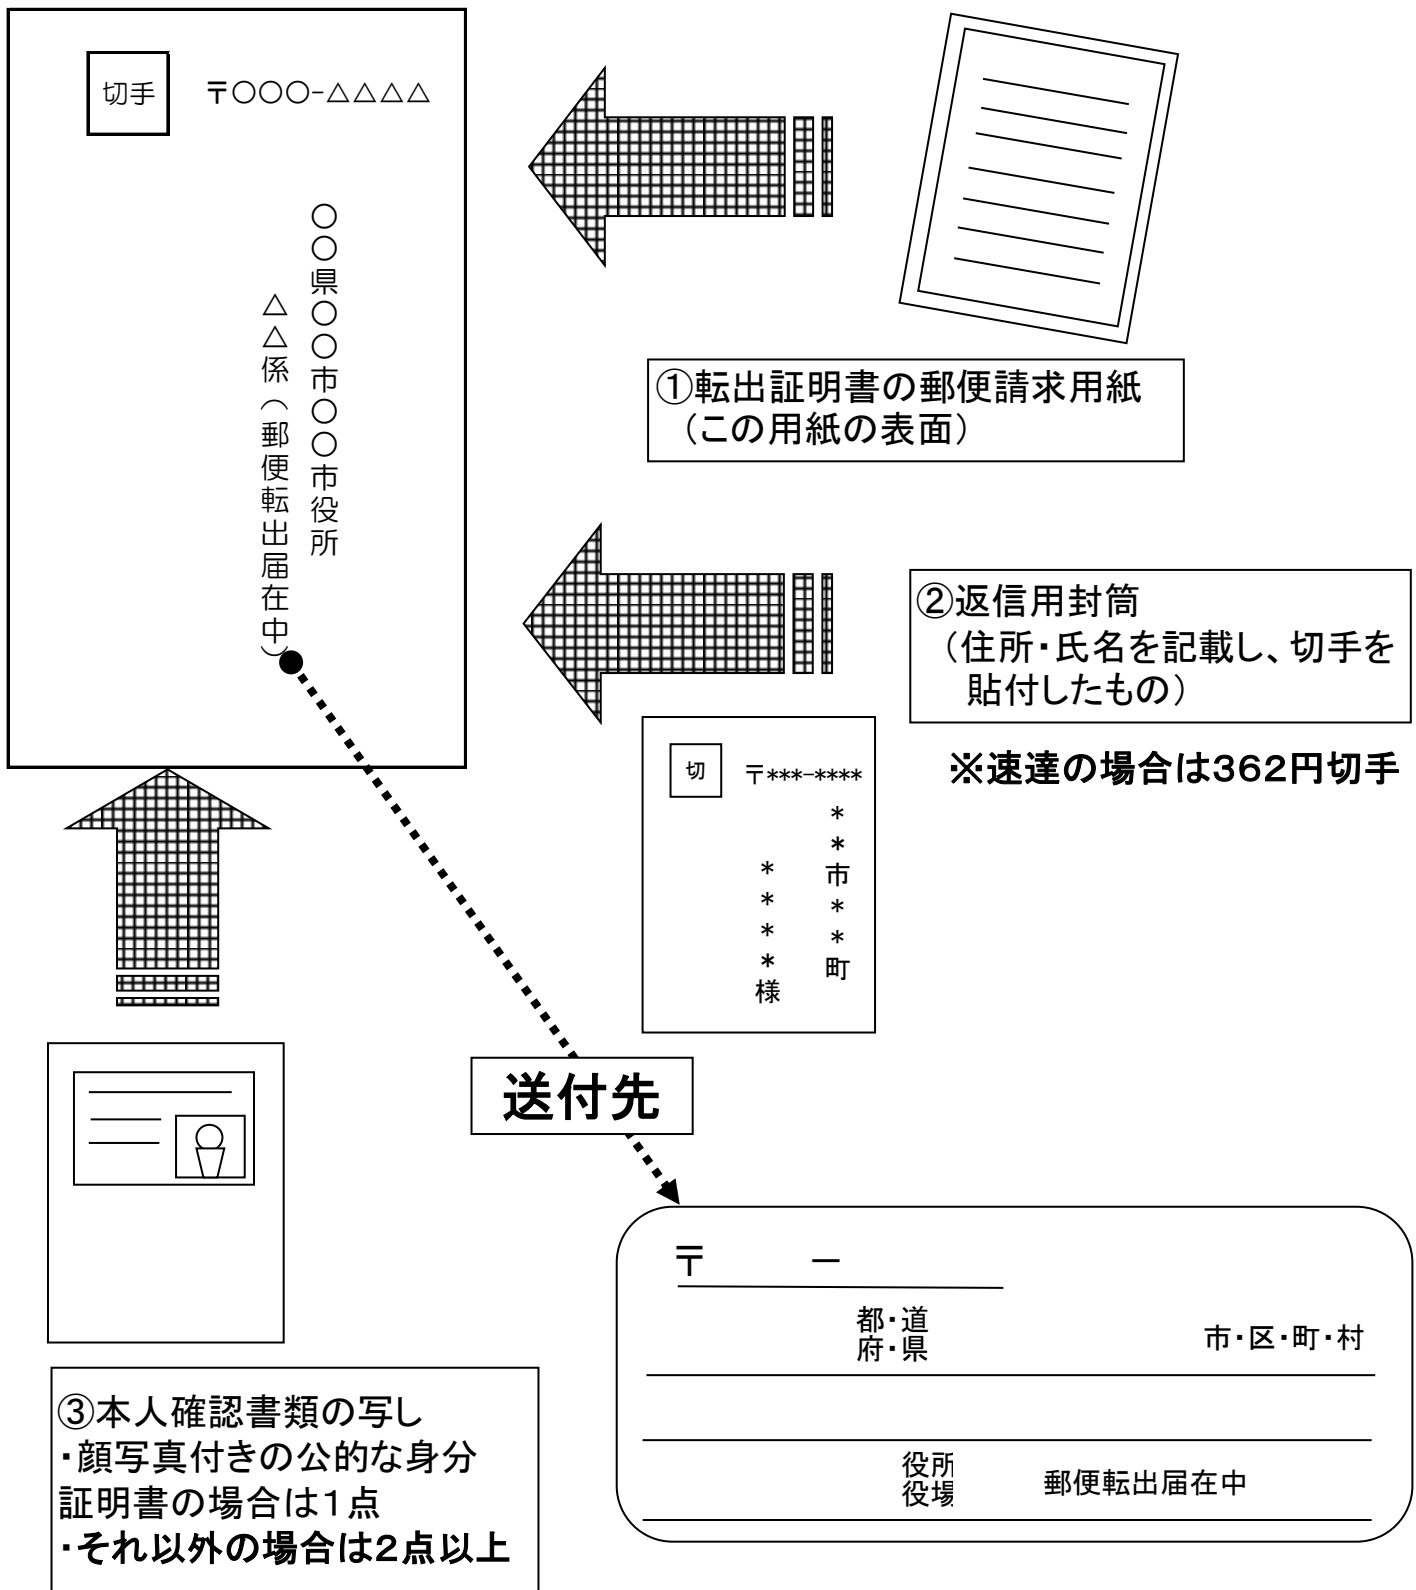 切手
〒○○○-△△△△
○○県○○市○○市役所
△△係(郵便転出届在中)
①転出証明書の郵便請求用紙
(この用紙の表面)
②返信用封筒
(住所・氏名を記載し、切手を
貼付したもの)
※速達の場合は362円切手
切
〒***-****
**市**町
****様
送付先
③本人確認書類の写し
・顔写真付きの公的な身分
証明書の場合は1点
・それ以外の場合は2点以上
〒　　－
都・道
府・県
市・区・町・村
役所
役場
郵便転出届在中